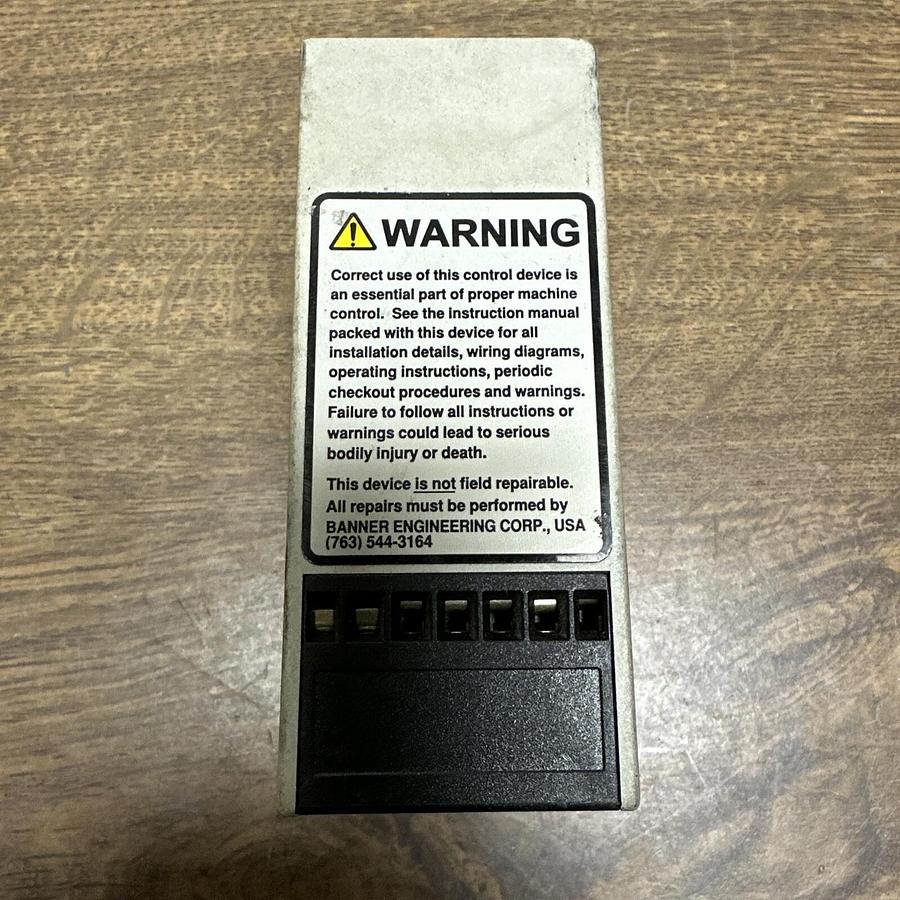 WARNING
Correct use of this control device is
an essential part of proper machine
control. See the instruction manual
packed with this device for all
installation details, wiring diagrams,
operating instructions, periodic
checkout procedures and warnings.
Failure to follow all instructions or
warnings could lead to serious
bodily injury or death.
This device is not field repairable.
All repairs must be performed by
BANNER ENGINEERING CORP., USA
(763) 544-3164